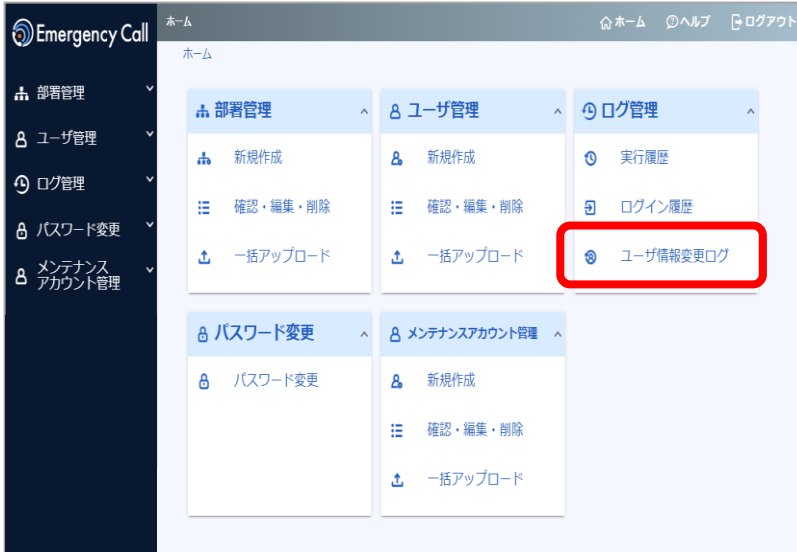 Emergency Call
ホーム
ホーム
ヘルプ
ログアウト
ホーム
部署管理
ユーザ管理
ログ管理
パスワード変更
メンテナンス
アカウント管理
部署管理
新規作成
確認・編集・削除
一括アップロード
ユーザ管理
新規作成
確認・編集・削除
一括アップロード
ログ管理
実行履歴
ログイン履歴
ユーザ情報変更ログ
パスワード変更
パスワード変更
メンテナンスアカウント管理
新規作成
確認・編集・削除
一括アップロード